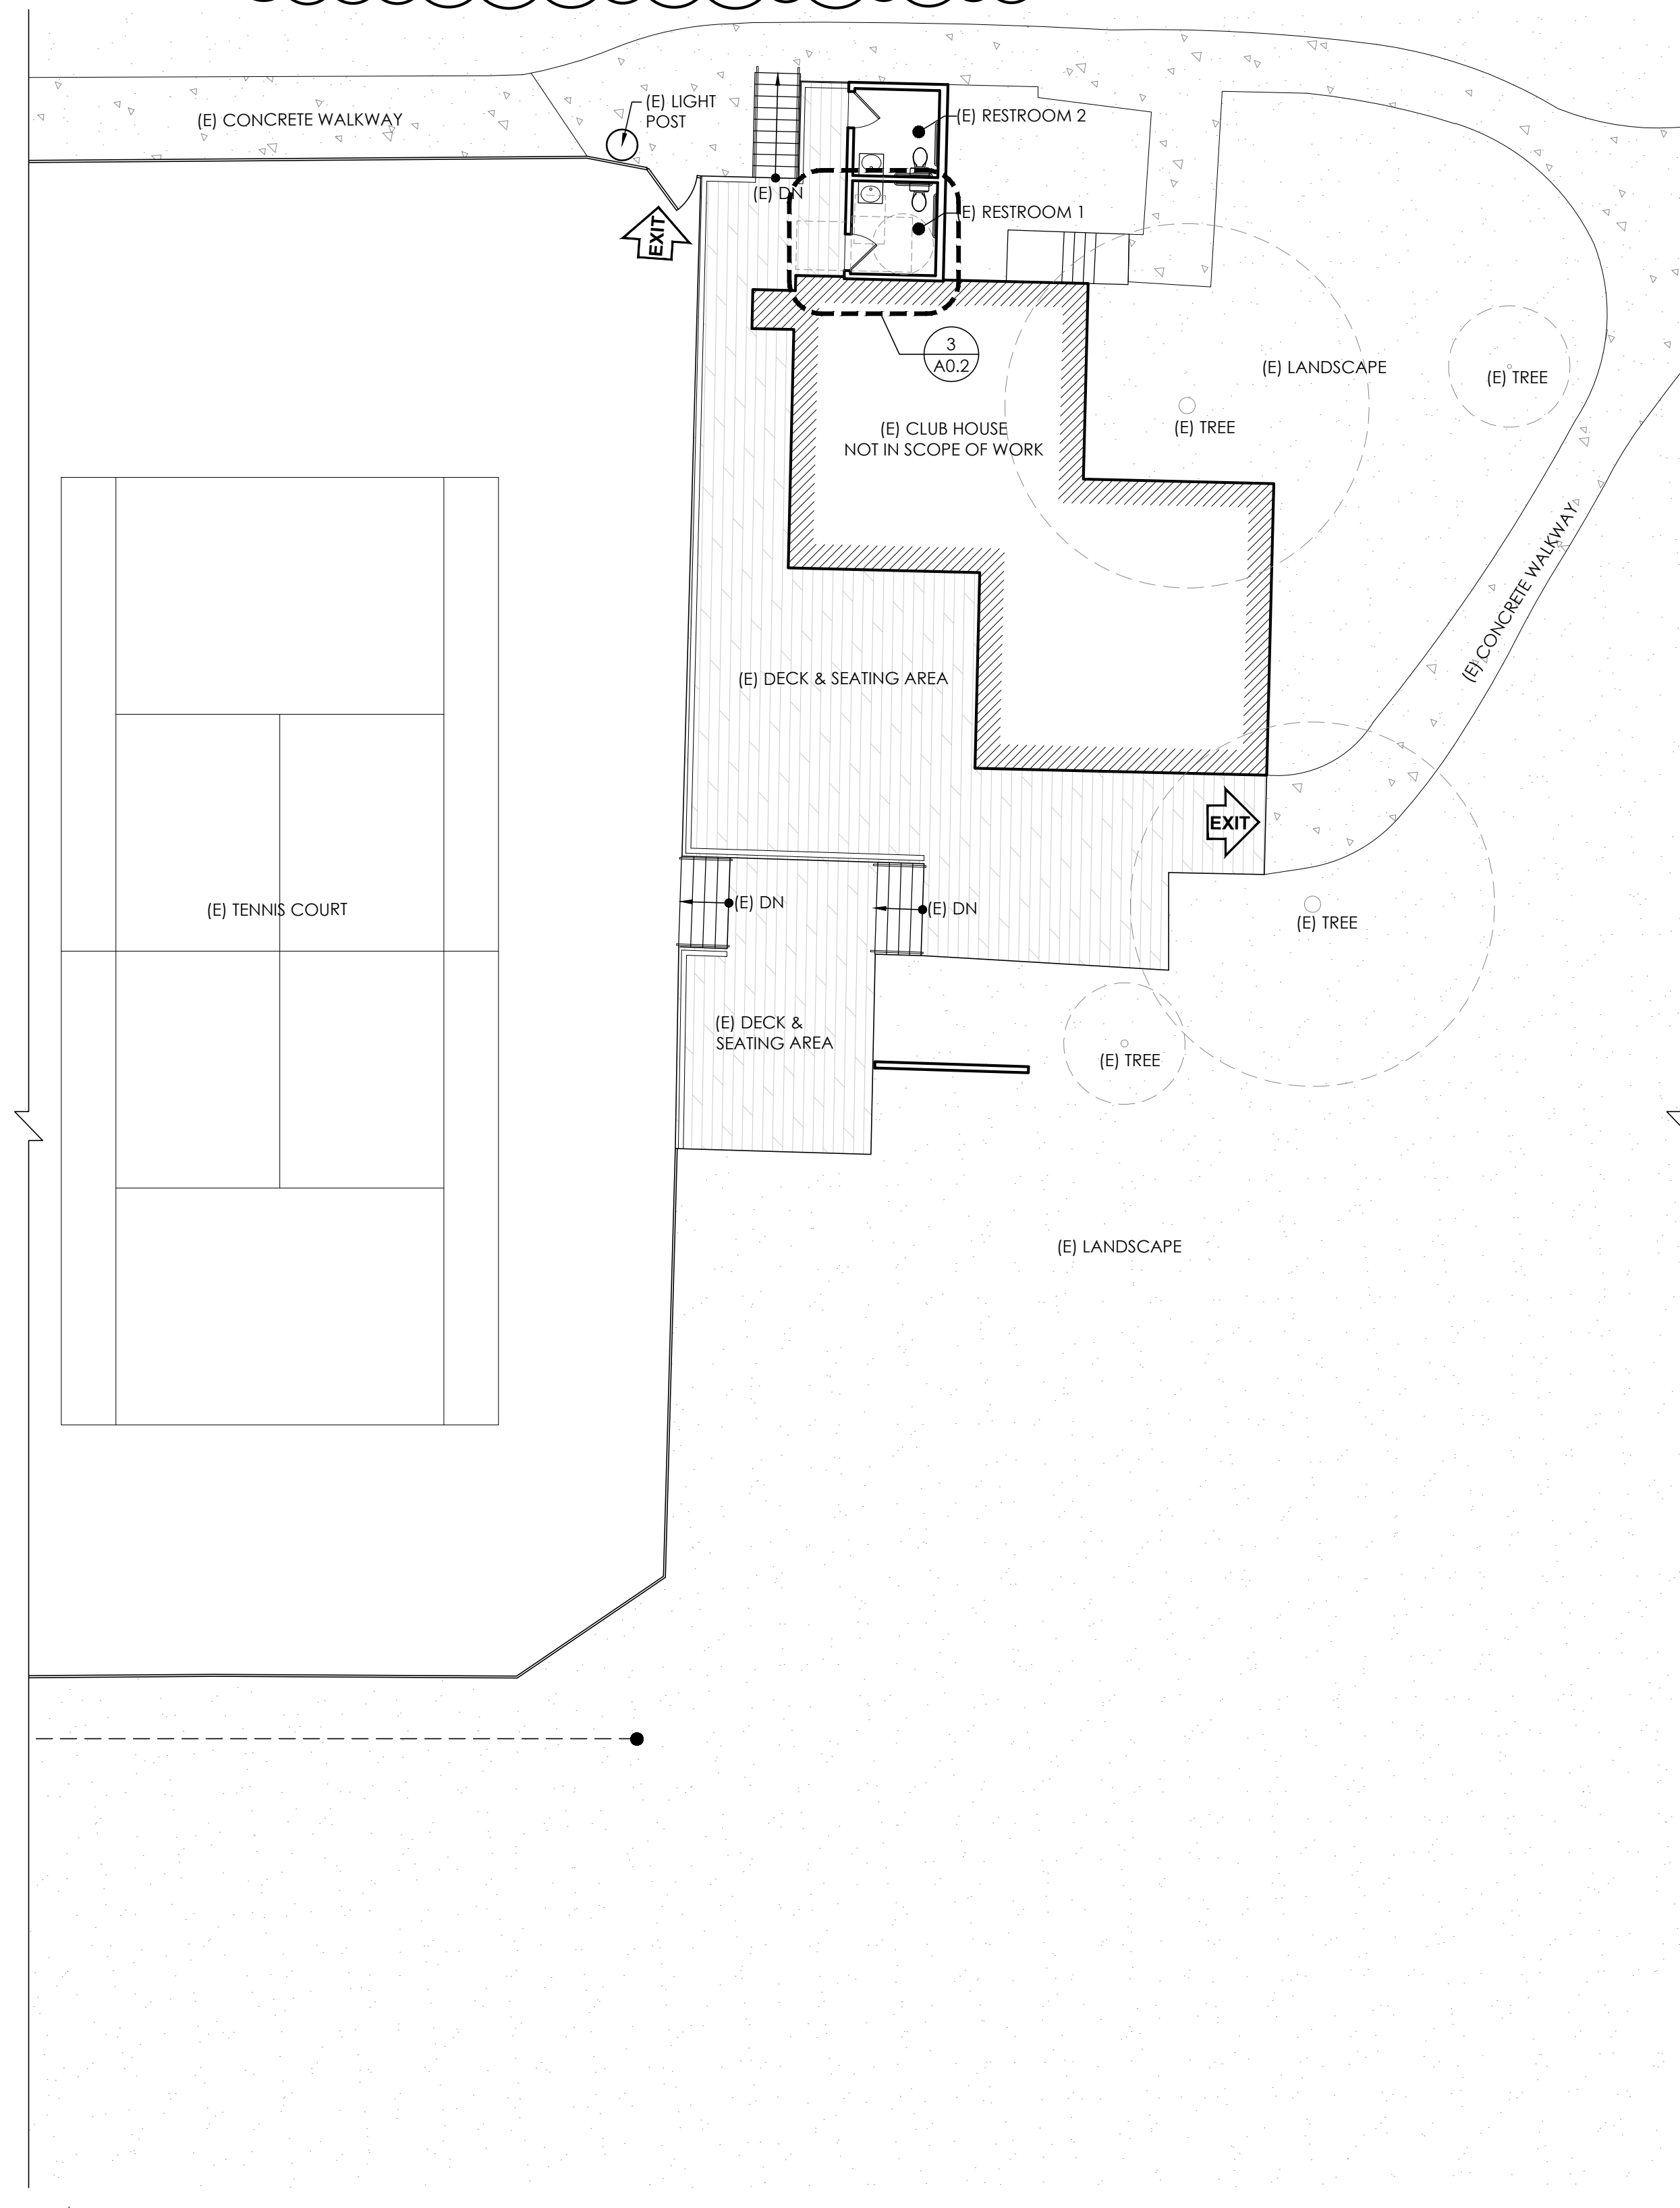 (E) CONCRETE WALKWAY
(E) LIGHT
POST
(E) RESTROOM 2
(E) DN
(E) RESTROOM 1
EXIT
3
A0.2
(E) LANDSCAPE
(E) TREE
(E) TREE
(E) CLUB HOUSE
NOT IN SCOPE OF WORK
(E) CONCRETE WALKWAY
(E) DECK & SEATING AREA
EXIT
(E) TENNIS COURT
(E) DN
(E) DN
(E) TREE
(E) DECK &
SEATING AREA
(E) TREE
(E) LANDSCAPE